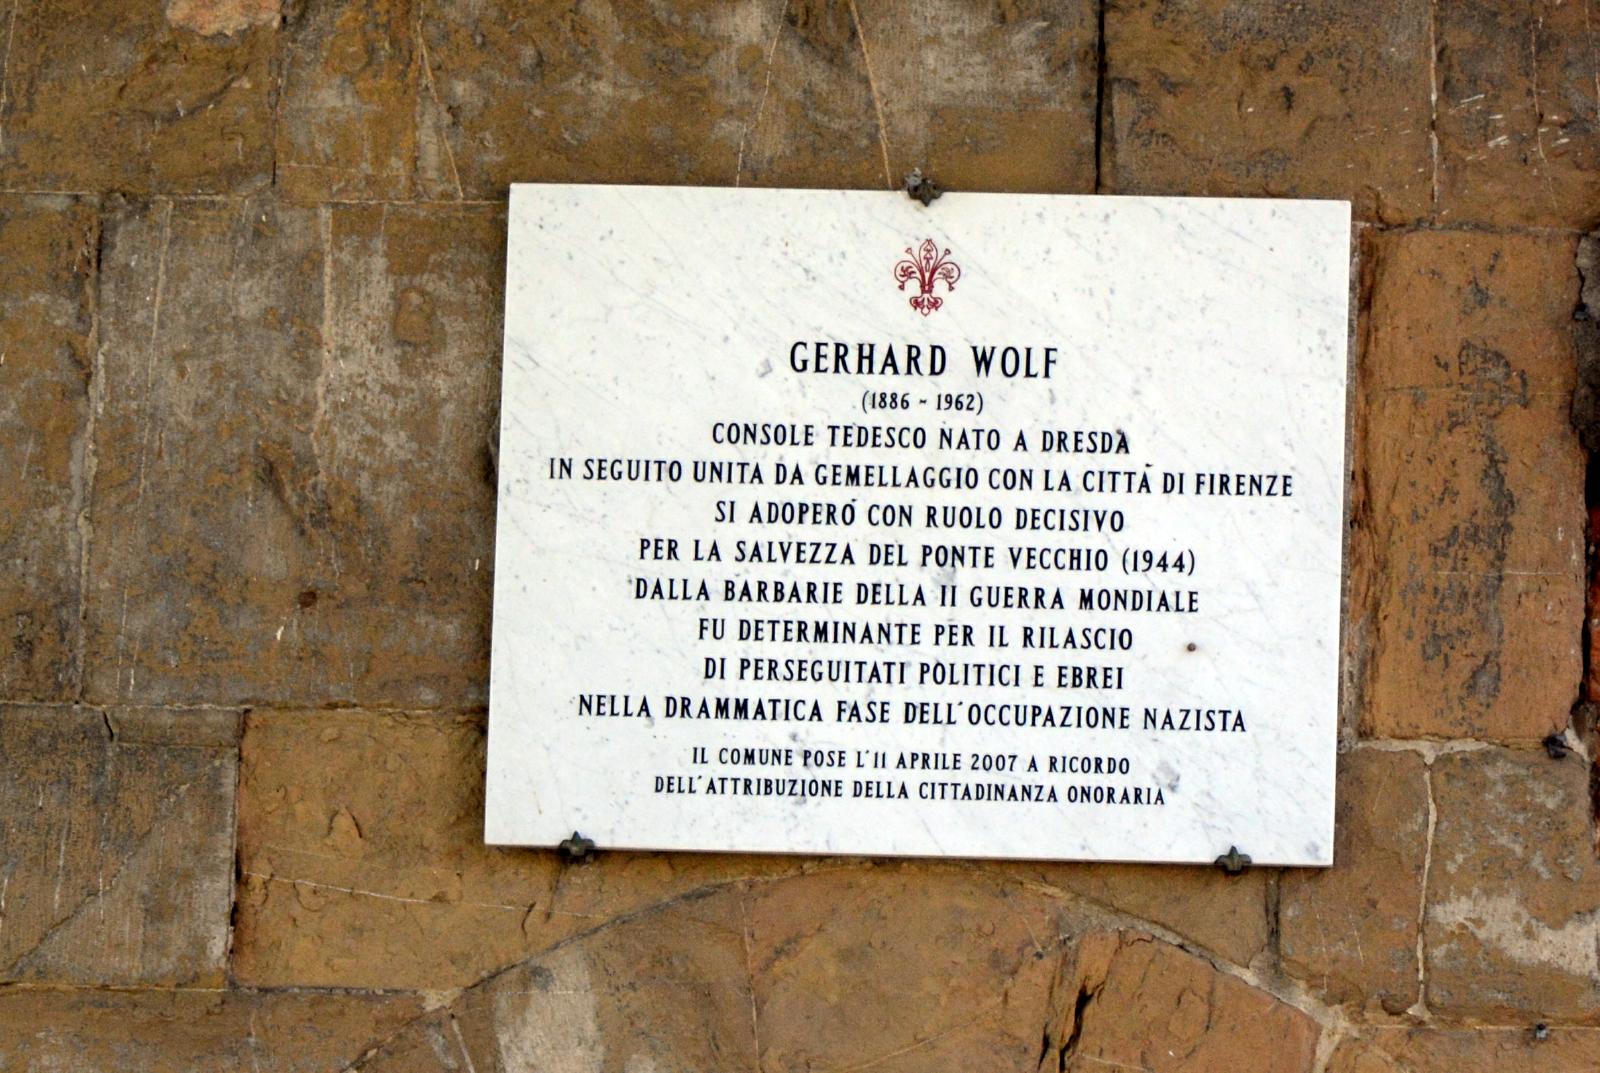 GERHARD WOLF
(1886 - 1962)
CONSOLE TEDESCO NATO A DRESDA
IN SEGUITO UNITA DA GEMELLAGGIO CON LA CITTÀ DI FIRENZE
SI ADOPERÒ CON RUOLO DECISIVO
PER LA SALVEZZA DEL PONTE VECCHIO (1944)
DALLA BARBARIE DELLA II GUERRA MONDIALE
FU DETERMINANTE PER IL RILASCIO
DI PERSEGUITATI POLITICI E EBREI
NELLA DRAMMATICA FASE DELL'OCCUPAZIONE NAZISTA
IL COMUNE POSE L'11 APRILE 2007 A RICORDO
DELL'ATTRIBUZIONE DELLA CITTADINANZA ONORARIA